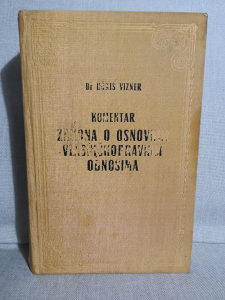 Dr BORIS VIZNER
KOMENTAR
ZAKONA O OSNOVNIM
VLASNIČKOPRAVNIM
ODNOSIMA